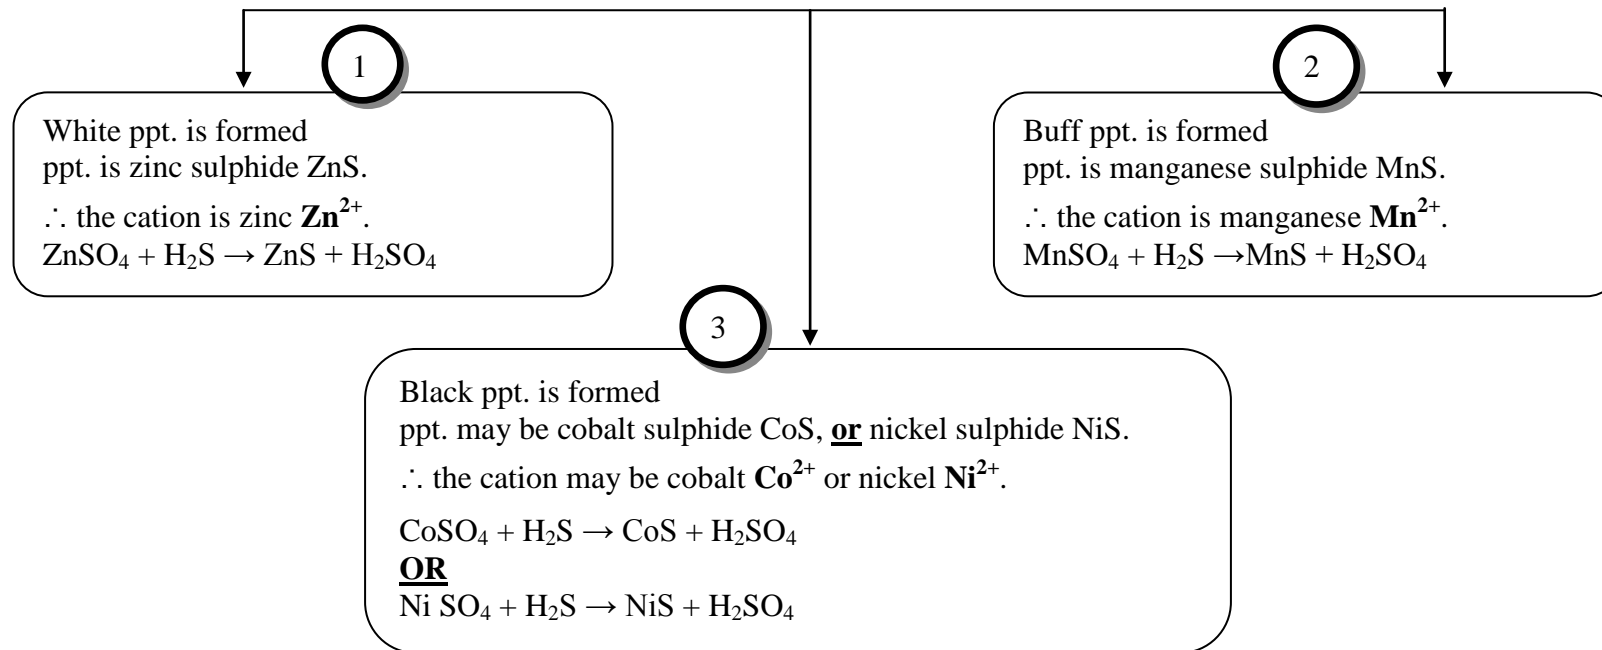 1
White ppt. is formed
ppt. is zinc sulphide ZnS.
∴ the cation is zinc Zn²⁺.
ZnSO₄ + H₂S → ZnS + H₂SO₄
2
Buff ppt. is formed
ppt. is manganese sulphide MnS.
∴ the cation is manganese Mn²⁺.
MnSO₄ + H₂S →MnS + H₂SO₄
3
Black ppt. is formed
ppt. may be cobalt sulphide CoS, or nickel sulphide NiS.
∴ the cation may be cobalt Co²⁺ or nickel Ni²⁺.
CoSO₄ + H₂S → CoS + H₂SO₄
OR
Ni SO₄ + H₂S → NiS + H₂SO₄